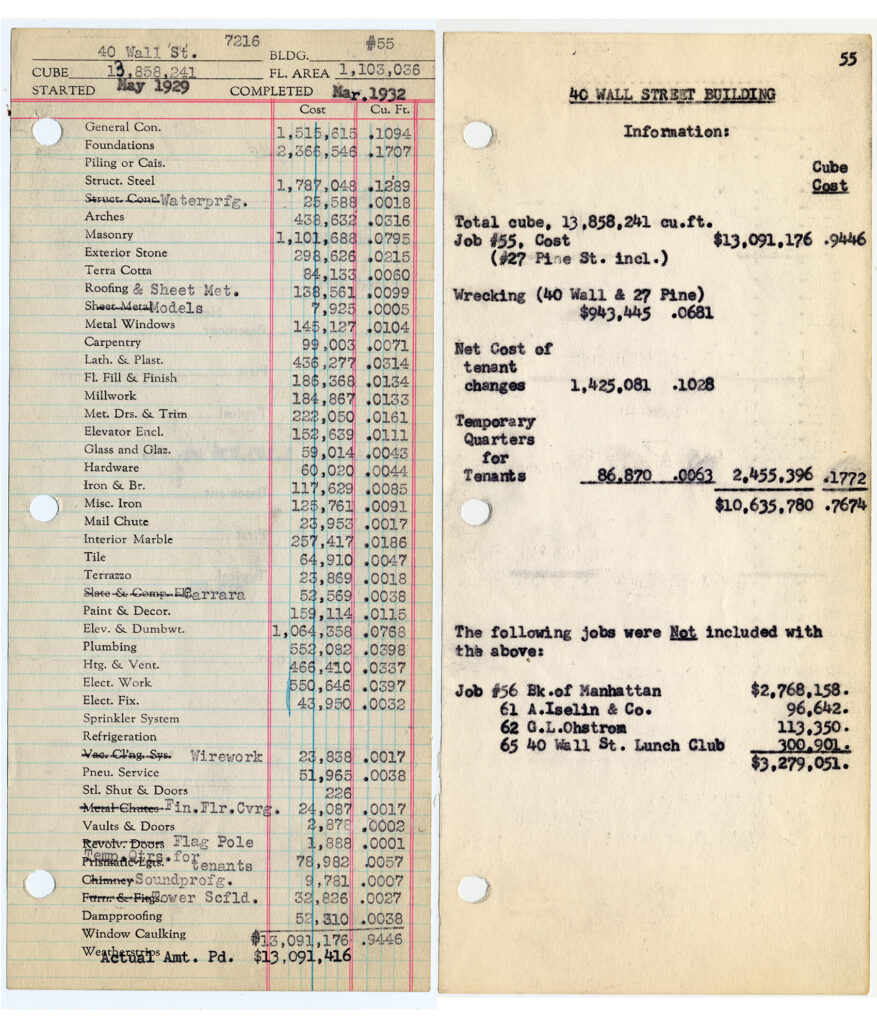 40 Wall St. 7216 BLDG. #55
CUBE 13,858,241 FL. AREA 1,103,036
STARTED May 1929 COMPLETED Mar. 1932
Cost Cu. Ft.
General Con. 1,515,615 .1094
Foundations 2,366,546 .1707
Piling or Cais.
Struct. Steel 1,787,048 .1289
Struct. Conc. Waterprfg. 25,588 .0018
Arches 438,632 .0316
Masonry 1,101,688 .0795
Exterior Stone 298,626 .0215
Terra Cotta 84,133 .0060
Roofing & Sheet Met. 138,561 .0099
Sheet Metal Models 7,925 .0005
Metal Windows 145,127 .0104
Carpentry 99,003 .0071
Lath. & Plast. 436,277 .0314
Fl. Fill & Finish 186,368 .0134
Millwork 184,867 .0133
Met. Drs. & Trim 222,050 .0161
Elevator Encl. 152,639 .0111
Glass and Glaz. 59,014 .0043
Hardware 60,020 .0044
Iron & Br. 117,629 .0085
Misc. Iron 125,761 .0091
Mail Chute 23,953 .0017
Interior Marble 257,417 .0186
Tile 64,910 .0047
Terrazzo 23,869 .0018
Slate & Comp. Carrara 52,569 .0038
Paint & Decor. 159,114 .0115
Elev. & Dumbwt. 1,064,358 .0768
Plumbing 552,082 .0398
Htg. & Vent. 466,410 .0337
Elect. Work 550,646 .0397
Elect. Fix. 43,950 .0032
Sprinkler System
Refrigeration
Vac. Cl'ng. Sys. Wirework 23,838 .0017
Pneu. Service 51,965 .0038
Stl. Shut & Doors 226
Metal Chutes Fin.Flr.Cvrg. 24,087 .0017
Vaults & Doors 2,878 .0002
Revolv. Doors Flag Pole 1,888 .0001
Prismatic Lgts. Temp.Qtrs.for tenants 78,982 .0057
Chimney Soundprofg. 9,781 .0007
Furn. & Fix. Tower Scfld. 32,826 .0027
Dampproofing 52,310 .0038
Window Caulking $13,091,176 .9446
Weatherstrips Actual Amt. Pd. $13,091,416
55
40 WALL STREET BUILDING
Information:
Cube
Cost
Total cube, 13,858,241 cu.ft.
Job #55, Cost $13,091,176 .9446
(#27 Pine St. incl.)
Wrecking (40 Wall & 27 Pine)
$943,445 .0681
Net Cost of
tenant
changes 1,425,081 .1028
Temporary
Quarters
for
Tenants 86,870 .0063 2,455,396 .1772
$10,635,780 .7674
The following jobs were Not included with
the above:
Job #56 Bk.of Manhattan $2,768,158.
61 A.Iselin & Co. 96,642.
62 G.L.Ohstrom 113,350.
65 40 Wall St. Lunch Club 300,901.
$3,279,051.